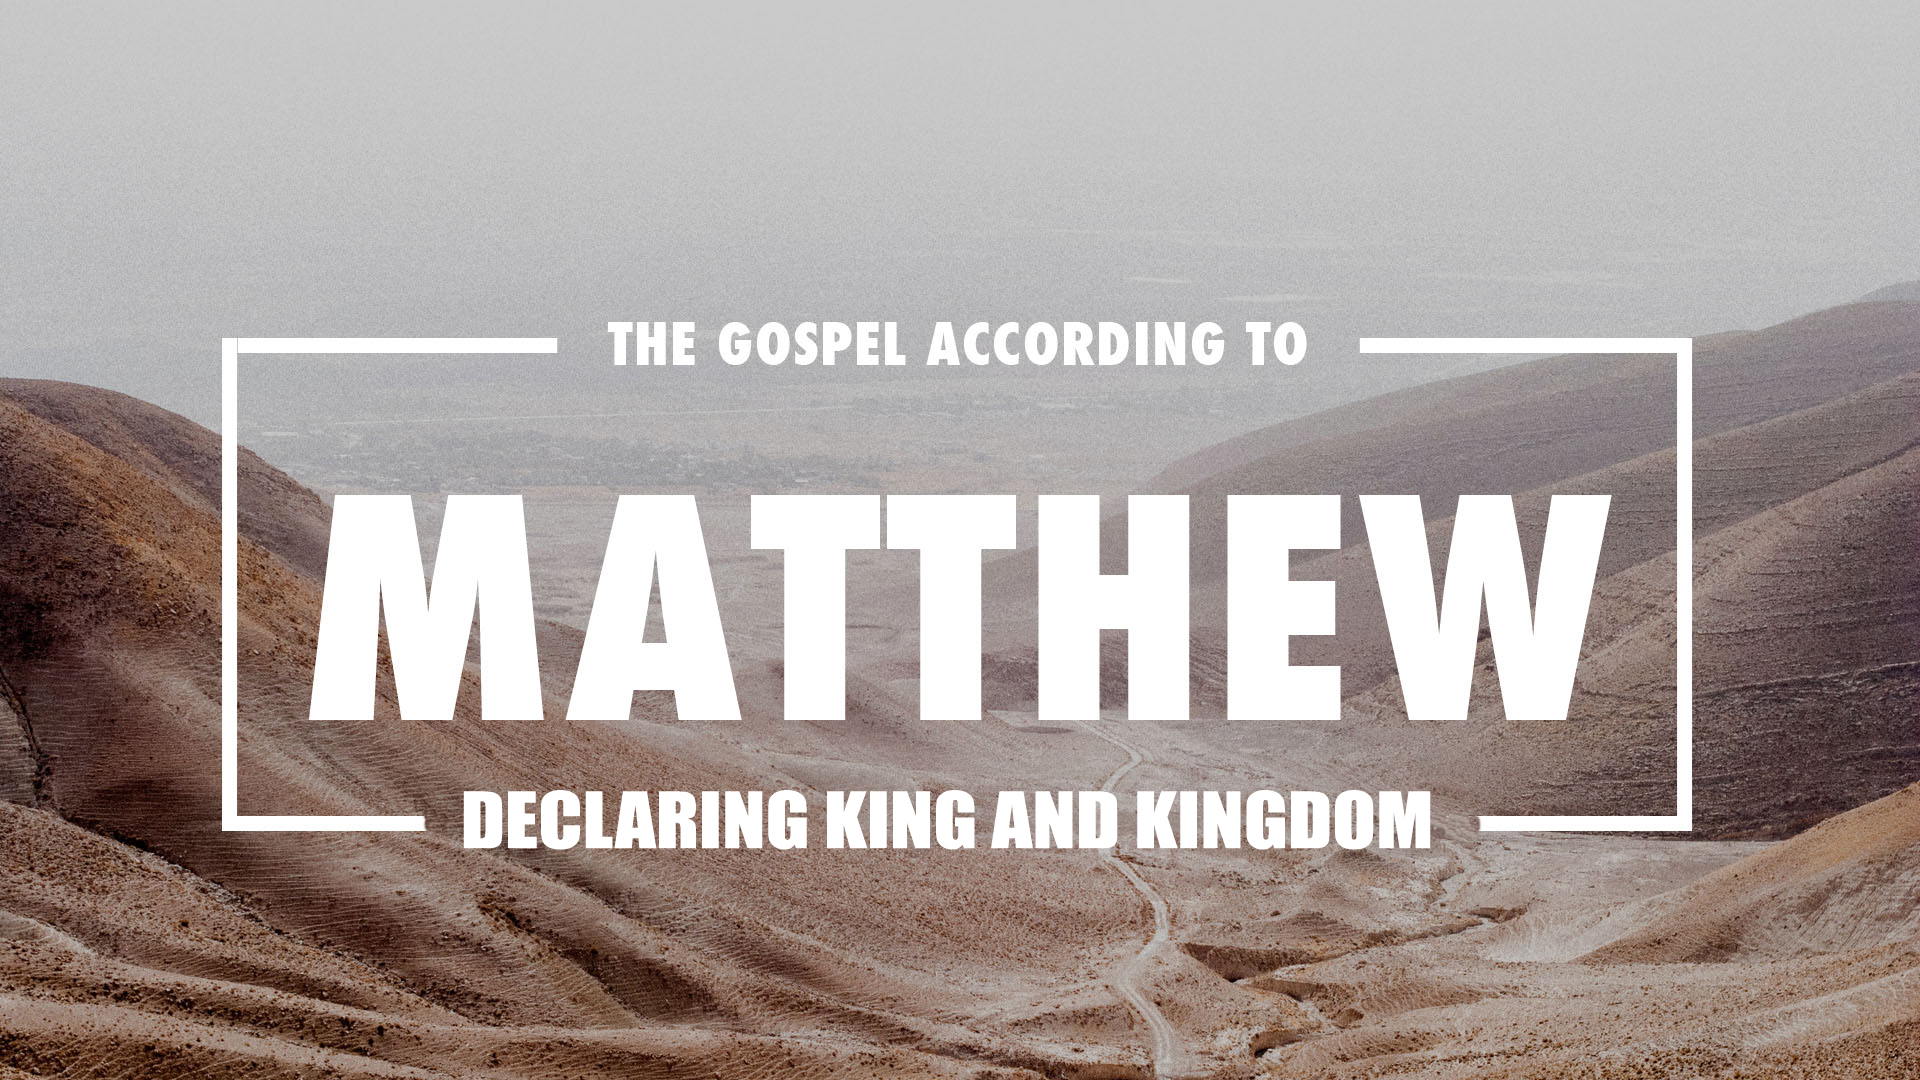 THE GOSPEL ACCORDING TO
MATTHEW
DECLARING KING AND KINGDOM